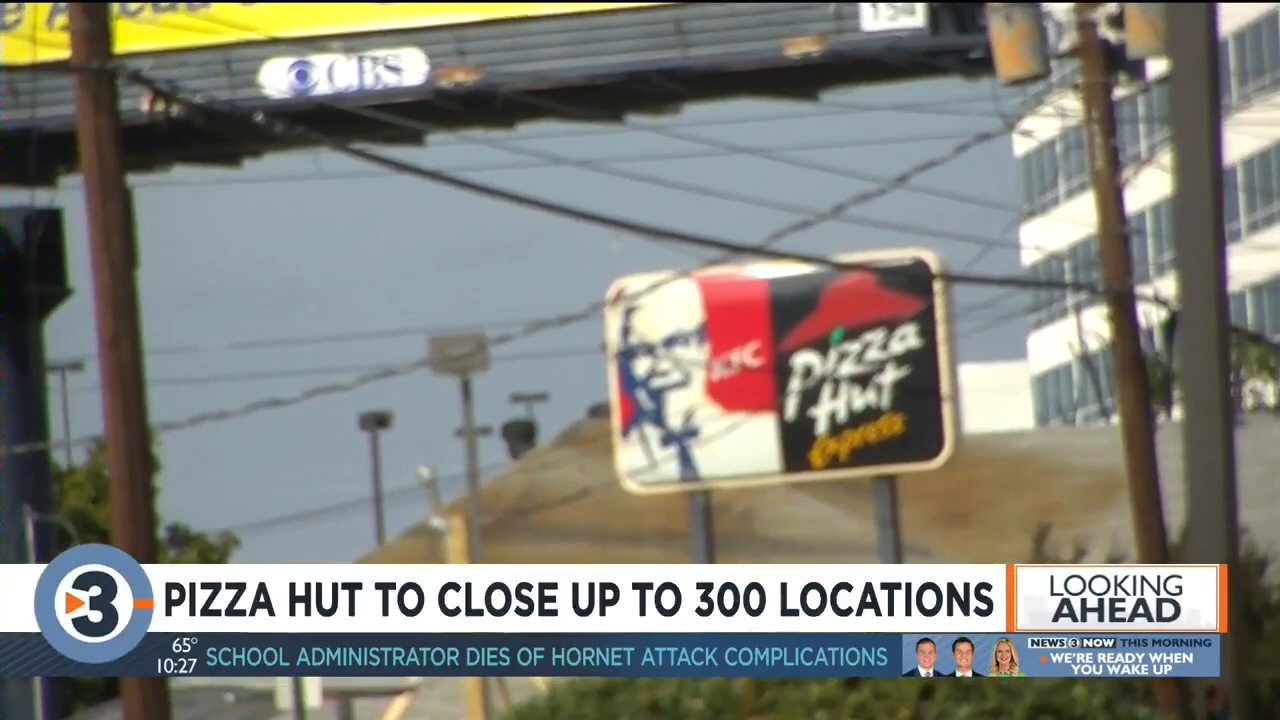 194
CBS
KFC
Pizza
Hut
Express
3
PIZZA HUT TO CLOSE UP TO 300 LOCATIONS
LOOKING
AHEAD
65°
10:27
SCHOOL ADMINISTRATOR DIES OF HORNET ATTACK COMPLICATIONS
NEWS 3 NOW THIS MORNING
WE'RE READY WHEN
YOU WAKE UP